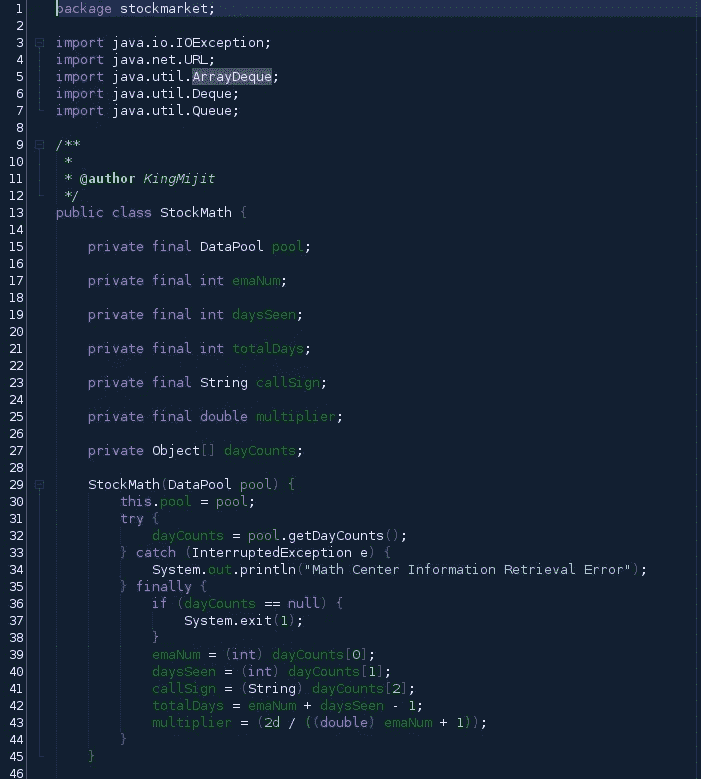 1 package stockmarket;
2
3 import java.io.IOException;
4 import java.net.URL;
5 import java.util.ArrayDeque;
6 import java.util.Deque;
7 import java.util.Queue;
8
9 /**
10 *
11 * @author KingMijit
12 */
13 public class StockMath {
14
15 private final DataPool pool;
16
17 private final int emaNum;
18
19 private final int daysSeen;
20
21 private final int totalDays;
22
23 private final String callSign;
24
25 private final double multiplier;
26
27 private Object[] dayCounts;
28
29 StockMath(DataPool pool) {
30 this.pool = pool;
31 try {
32 dayCounts = pool.getDayCounts();
33 } catch (InterruptedException e) {
34 System.out.println("Math Center Information Retrieval Error");
35 } finally {
36 if (dayCounts == null) {
37 System.exit(1);
38 }
39 emaNum = (int) dayCounts[0];
40 daysSeen = (int) dayCounts[1];
41 callSign = (String) dayCounts[2];
42 totalDays = emaNum + daysSeen - 1;
43 multiplier = (2d / ((double) emaNum + 1));
44 }
45 }
46